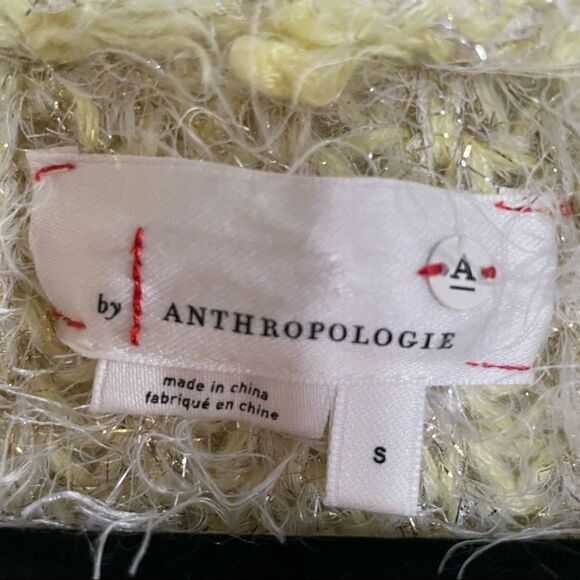 A
by ANTHROPOLOGIE
made in china
fabriqué en chine
S